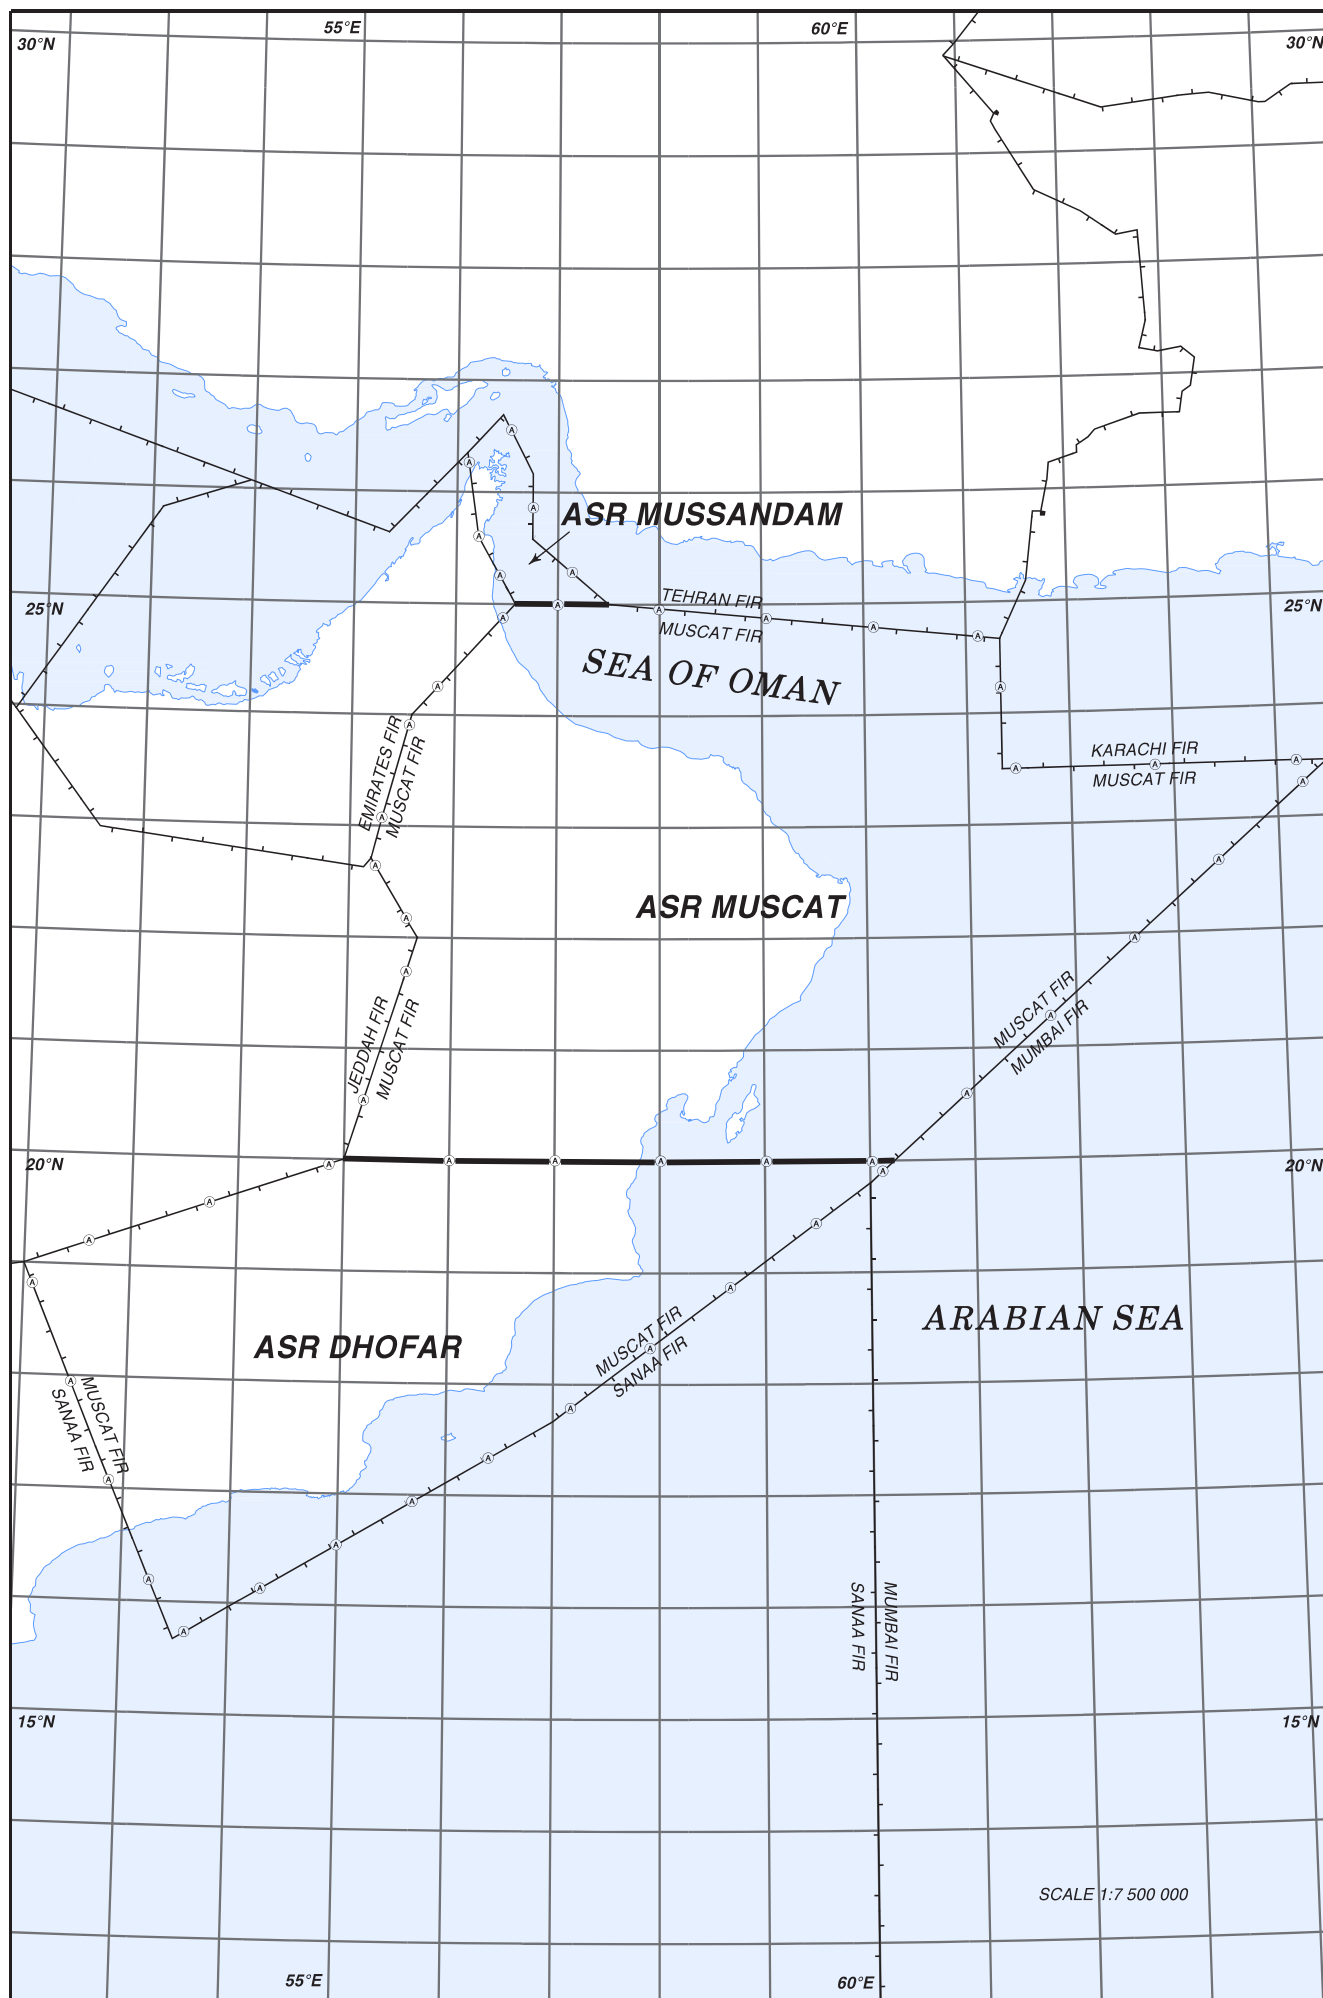 55°E
60°E
30°N
30°N
ASR MUSSANDAM
TEHRAN FIR
25°N
25°N
MUSCAT FIR
SEA OF OMAN
EMIRATES FIR
MUSCAT FIR
KARACHI FIR
MUSCAT FIR
ASR MUSCAT
JEDDAH FIR
MUSCAT FIR
MUSCAT FIR
MUMBAI FIR
20°N
20°N
ARABIAN SEA
ASR DHOFAR
MUSCAT FIR
SANAA FIR
MUSCAT FIR
SANAA FIR
SANAA FIR
MUMBAI FIR
15°N
15°N
SCALE 1:7 500 000
55°E
60°E